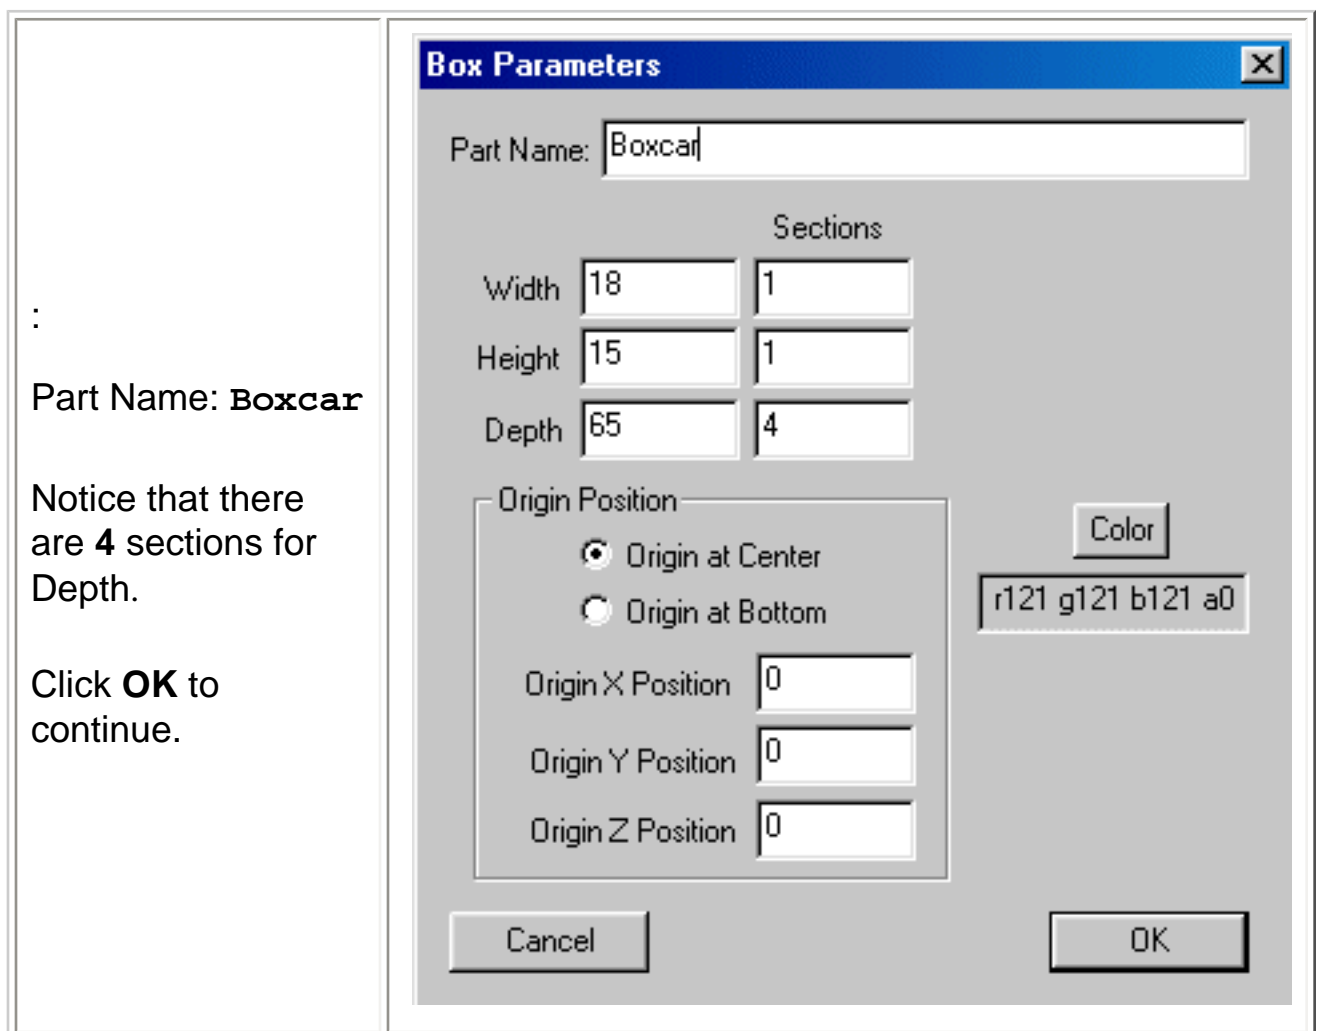 :
Part Name: Boxcar
Notice that there
are 4 sections for
Depth.
Click OK to
continue.
Box Parameters
Part Name: Boxcar
Sections
Width 18 1
Height 15 1
Depth 65 4
Origin Position
Origin at Center
Origin at Bottom
Origin X Position 0
Origin Y Position 0
Origin Z Position 0
Color
r121 g121 b121 a0
Cancel
OK